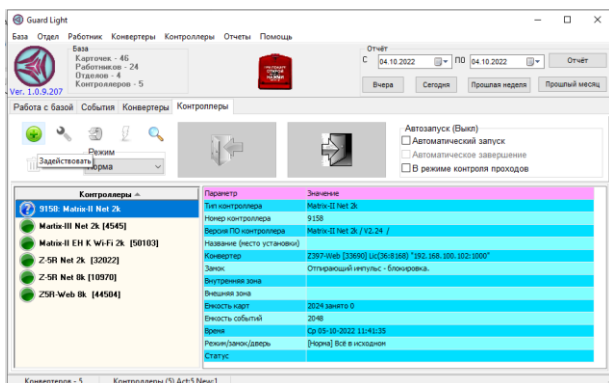 Guard Light
База Отдел Работник Конвертеры Контроллеры Отчеты Помощь
База
Карточек - 46
Работников - 24
Отделов - 4
Контроллеров - 5
Ver. 1.0.9.207
Отчёт
С 04.10.2022 ПО 04.10.2022 Отчёт
Вчера Сегодня Прошлая неделя Прошлый месяц
Работа с базой События Конвертеры Контроллеры
Режим
Норма
Задействовать
Автозапуск (Выкл)
Автоматический запуск
Автоматическое завершение
В режиме контроля проходов
Контроллеры
9158: Matrix-II Net 2k
Martix-III Net 2k [4545]
Matrix-II EH K Wi-Fi 2k [50103]
Z-5R Net 2k [32022]
Z-5R Net 8k [10970]
Z5R-Web 8k [44504]
Параметр Значение
Тип контроллера Matrix-II Net 2k
Номер контроллера 9158
Версия ПО контроллера Matrix-II Net 2k / V2.24 /
Название (место установки)
Конвертер Z397-Web [33690] Uc(36:8168) "192.168.100.102:1000"
Замок Отпирающий импульс - блокировка.
Внутренняя зона
Внешняя зона
Емкость карт 2024 занято 0
Емкость событий 2048
Время Ср 05-10-2022 11:41:35
Режим/замок/дверь [Норма] Всё в исходном
Статус
Конвертеров - 5 Контроллеры (5) Act:5 New:1